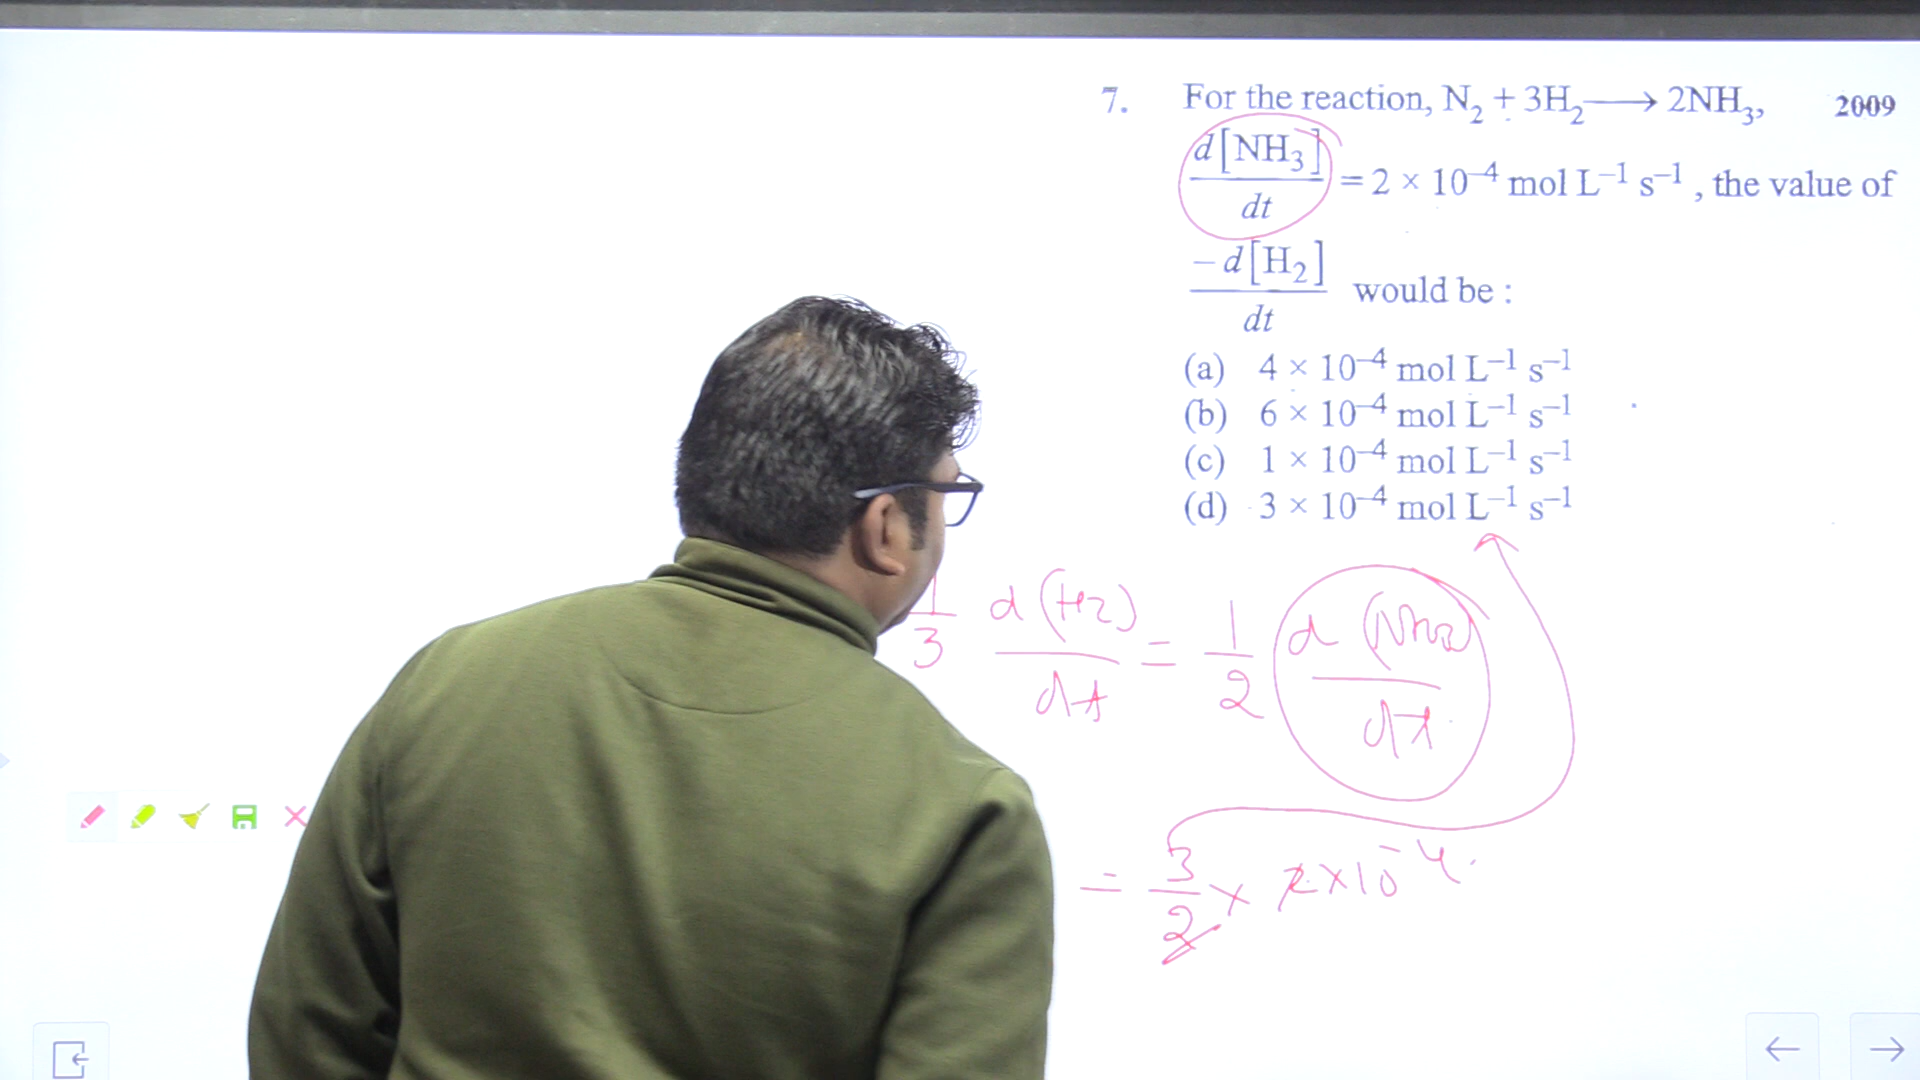 7. For the reaction, N₂ + 3H₂ ⟶ 2NH₃, 2009
d[NH₃]/dt = 2 × 10⁻⁴ mol L⁻¹ s⁻¹, the value of
−d[H₂]/dt would be :
(a) 4 × 10⁻⁴ mol L⁻¹ s⁻¹
(b) 6 × 10⁻⁴ mol L⁻¹ s⁻¹
(c) 1 × 10⁻⁴ mol L⁻¹ s⁻¹
(d) 3 × 10⁻⁴ mol L⁻¹ s⁻¹
1/3 d(H2)/dt = 1/2 d(NH3)/dt
= 3/2 × 2×10⁻⁴